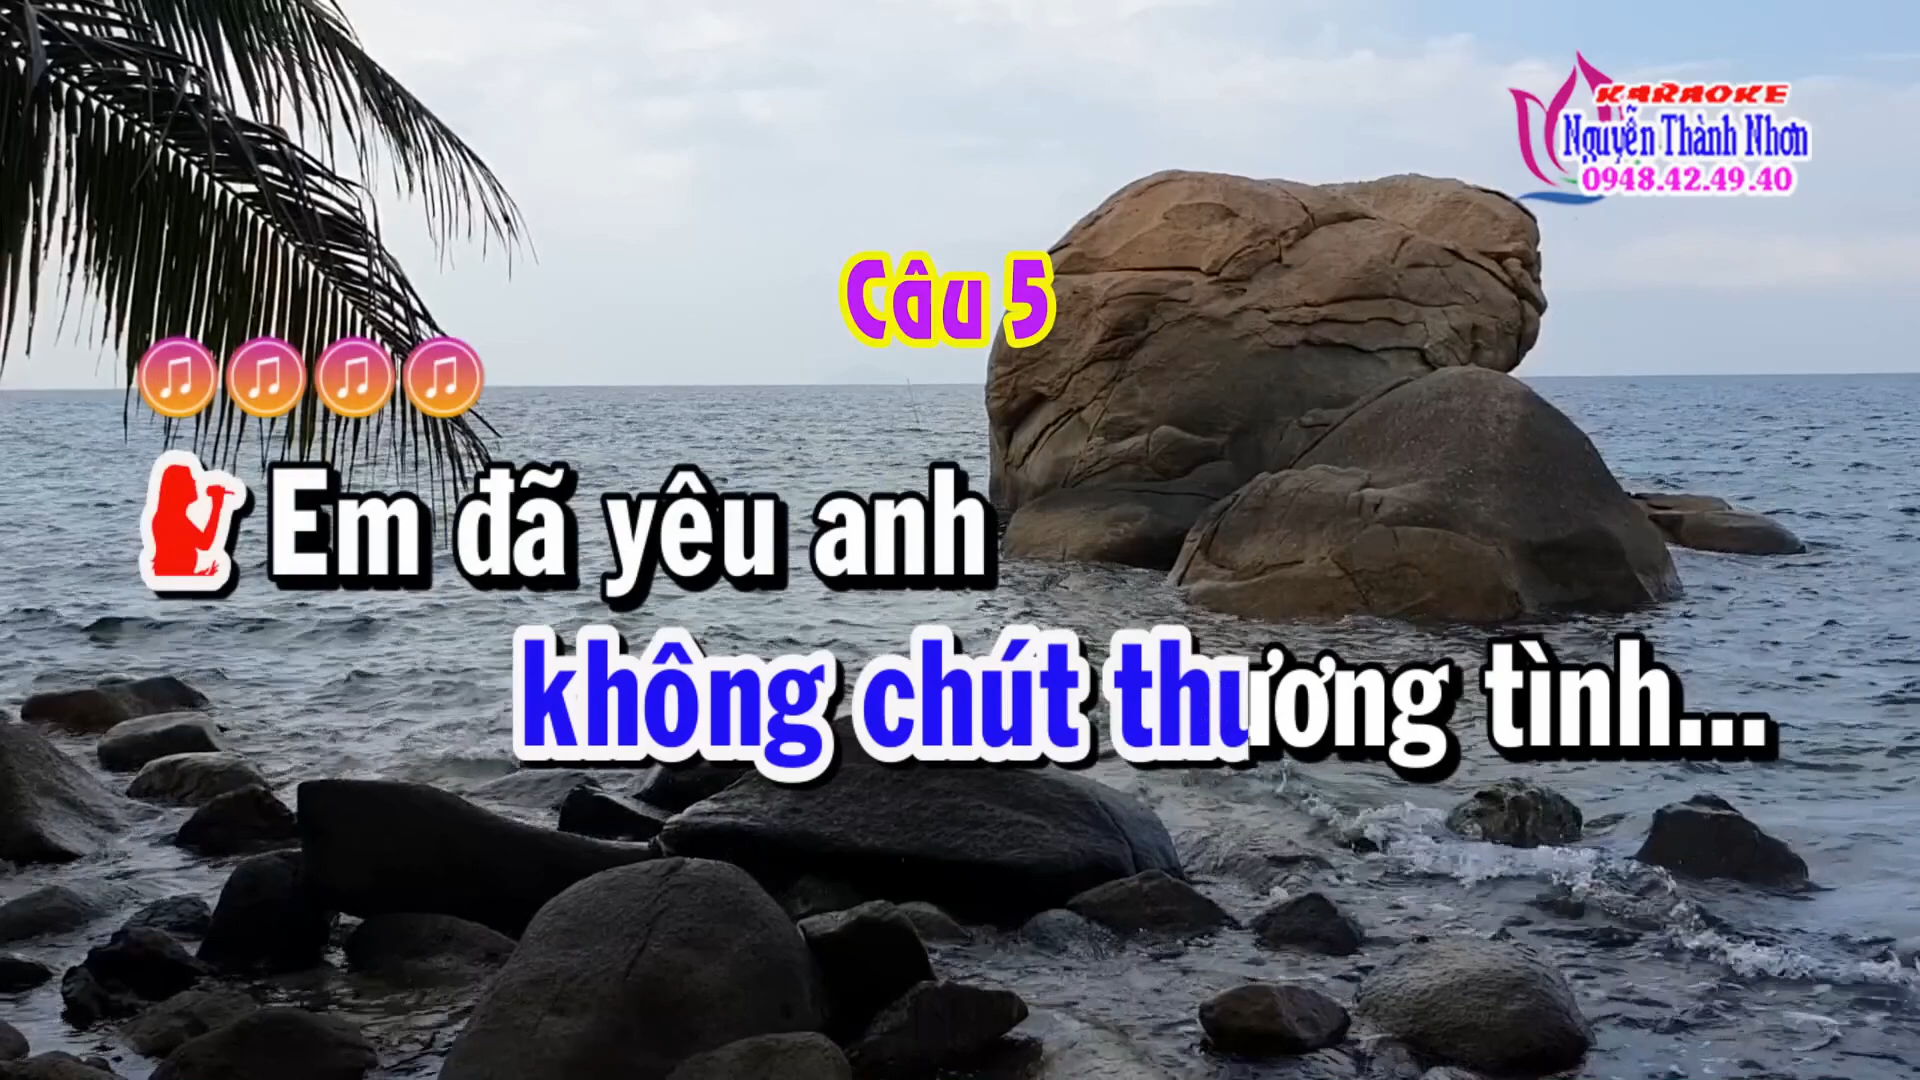 KARAOKE
Nguyễn Thành Nhơn
0948.42.49.40
Câu 5
Em đã yêu anh
không chút thương tình...